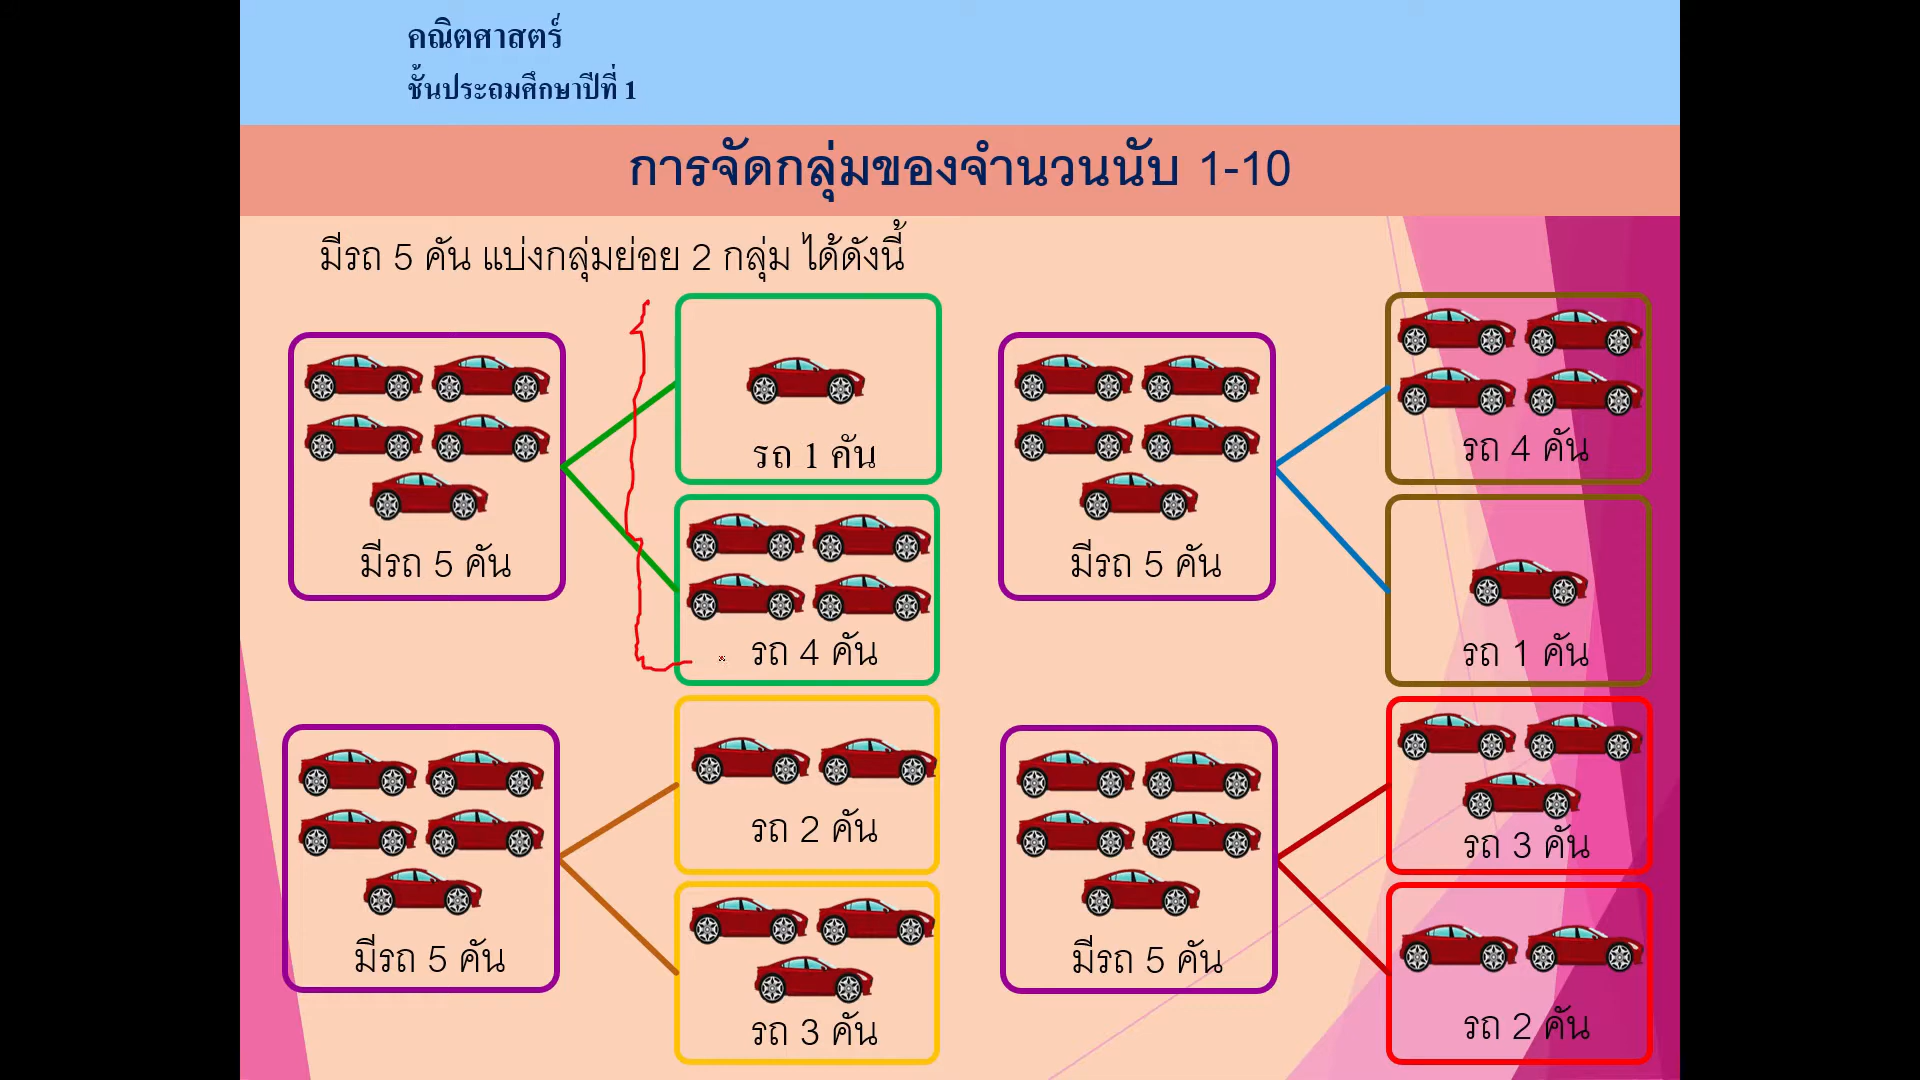 คณิตศาสตร์
ชั้นประถมศึกษาปีที่ 1
การจัดกลุ่มของจำนวนนับ 1-10
มีรถ 5 คัน แบ่งกลุ่มย่อย 2 กลุ่ม ได้ดังนี้
มีรถ 5 คัน
รถ 1 คัน
รถ 4 คัน
มีรถ 5 คัน
รถ 4 คัน
รถ 1 คัน
มีรถ 5 คัน
รถ 2 คัน
รถ 3 คัน
มีรถ 5 คัน
รถ 3 คัน
รถ 2 คัน